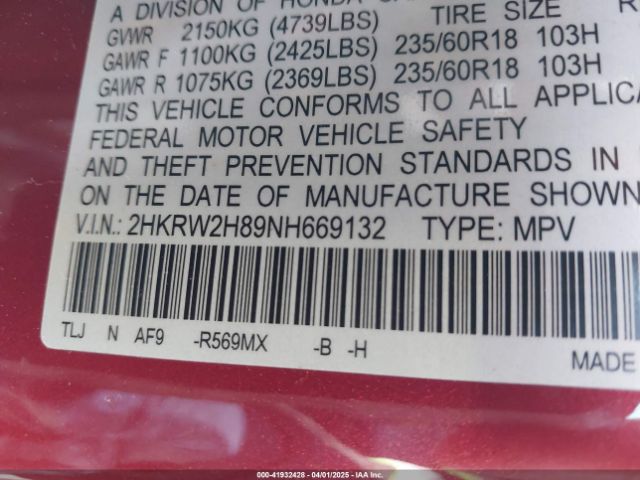 A DIVISION OF HONDA
GVWR 2150KG (4739LBS) TIRE SIZE
GAWR F 1100KG (2425LBS) 235/60R18 103H
GAWR R 1075KG (2369LBS) 235/60R18 103H
THIS VEHICLE CONFORMS TO ALL APPLICA
FEDERAL MOTOR VEHICLE SAFETY
AND THEFT PREVENTION STANDARDS IN
ON THE DATE OF MANUFACTURE SHOWN
V.I.N.: 2HKRW2H89NH669132 TYPE: MPV
TLJ N AF9 -R569MX -B -H
MADE
000-41932428 - 04/01/2025 - IAAI.COM